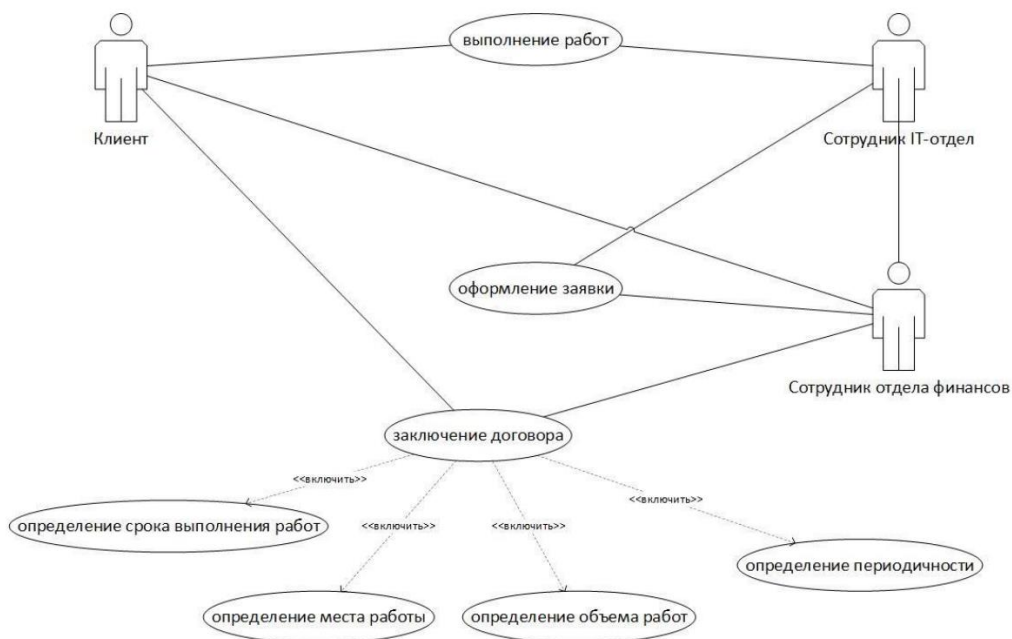 выполнение работ
Клиент
Сотрудник IT-отдел
оформление заявки
Сотрудник отдела финансов
заключение договора
<<включить>>
<<включить>>
<<включить>>
<<включить>>
определение срока выполнения работ
определение периодичности
определение места работы
определение объема работ